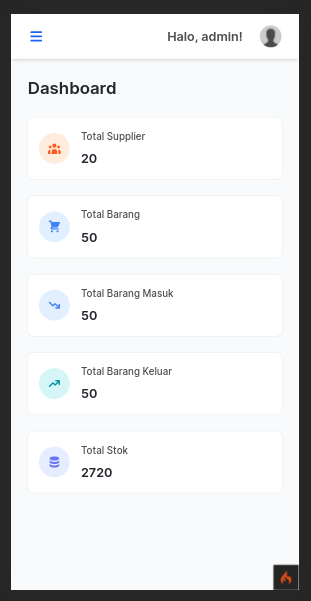 Halo, admin!
Dashboard
Total Supplier
20
Total Barang
50
Total Barang Masuk
50
Total Barang Keluar
50
Total Stok
2720